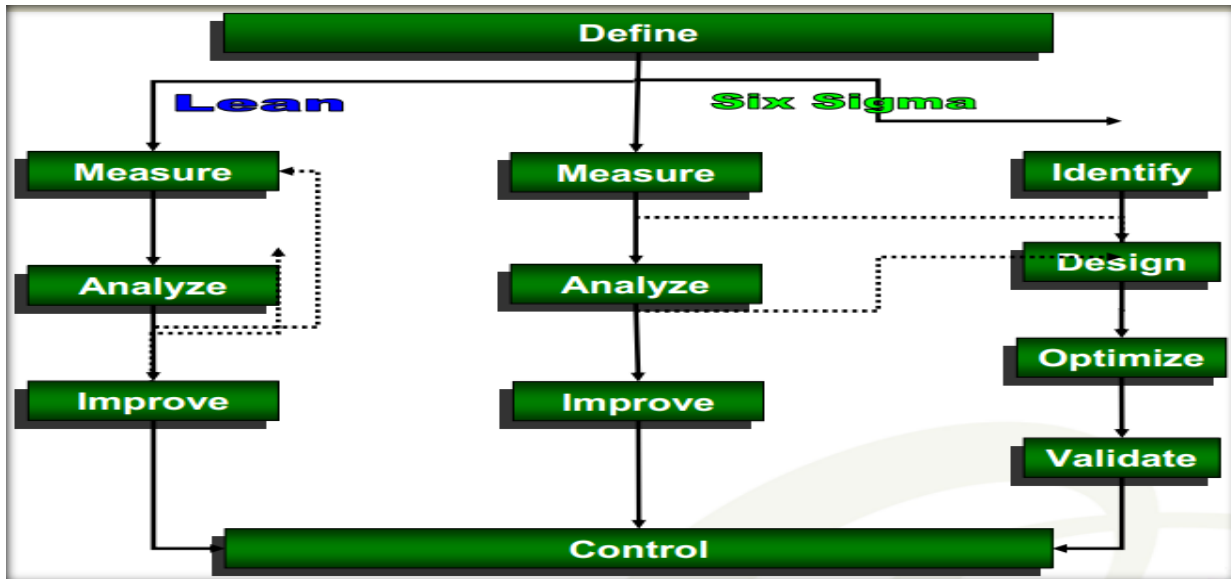 Define
Lean
Six Sigma
Measure
Measure
Identify
Analyze
Analyze
Design
Improve
Improve
Optimize
Validate
Control